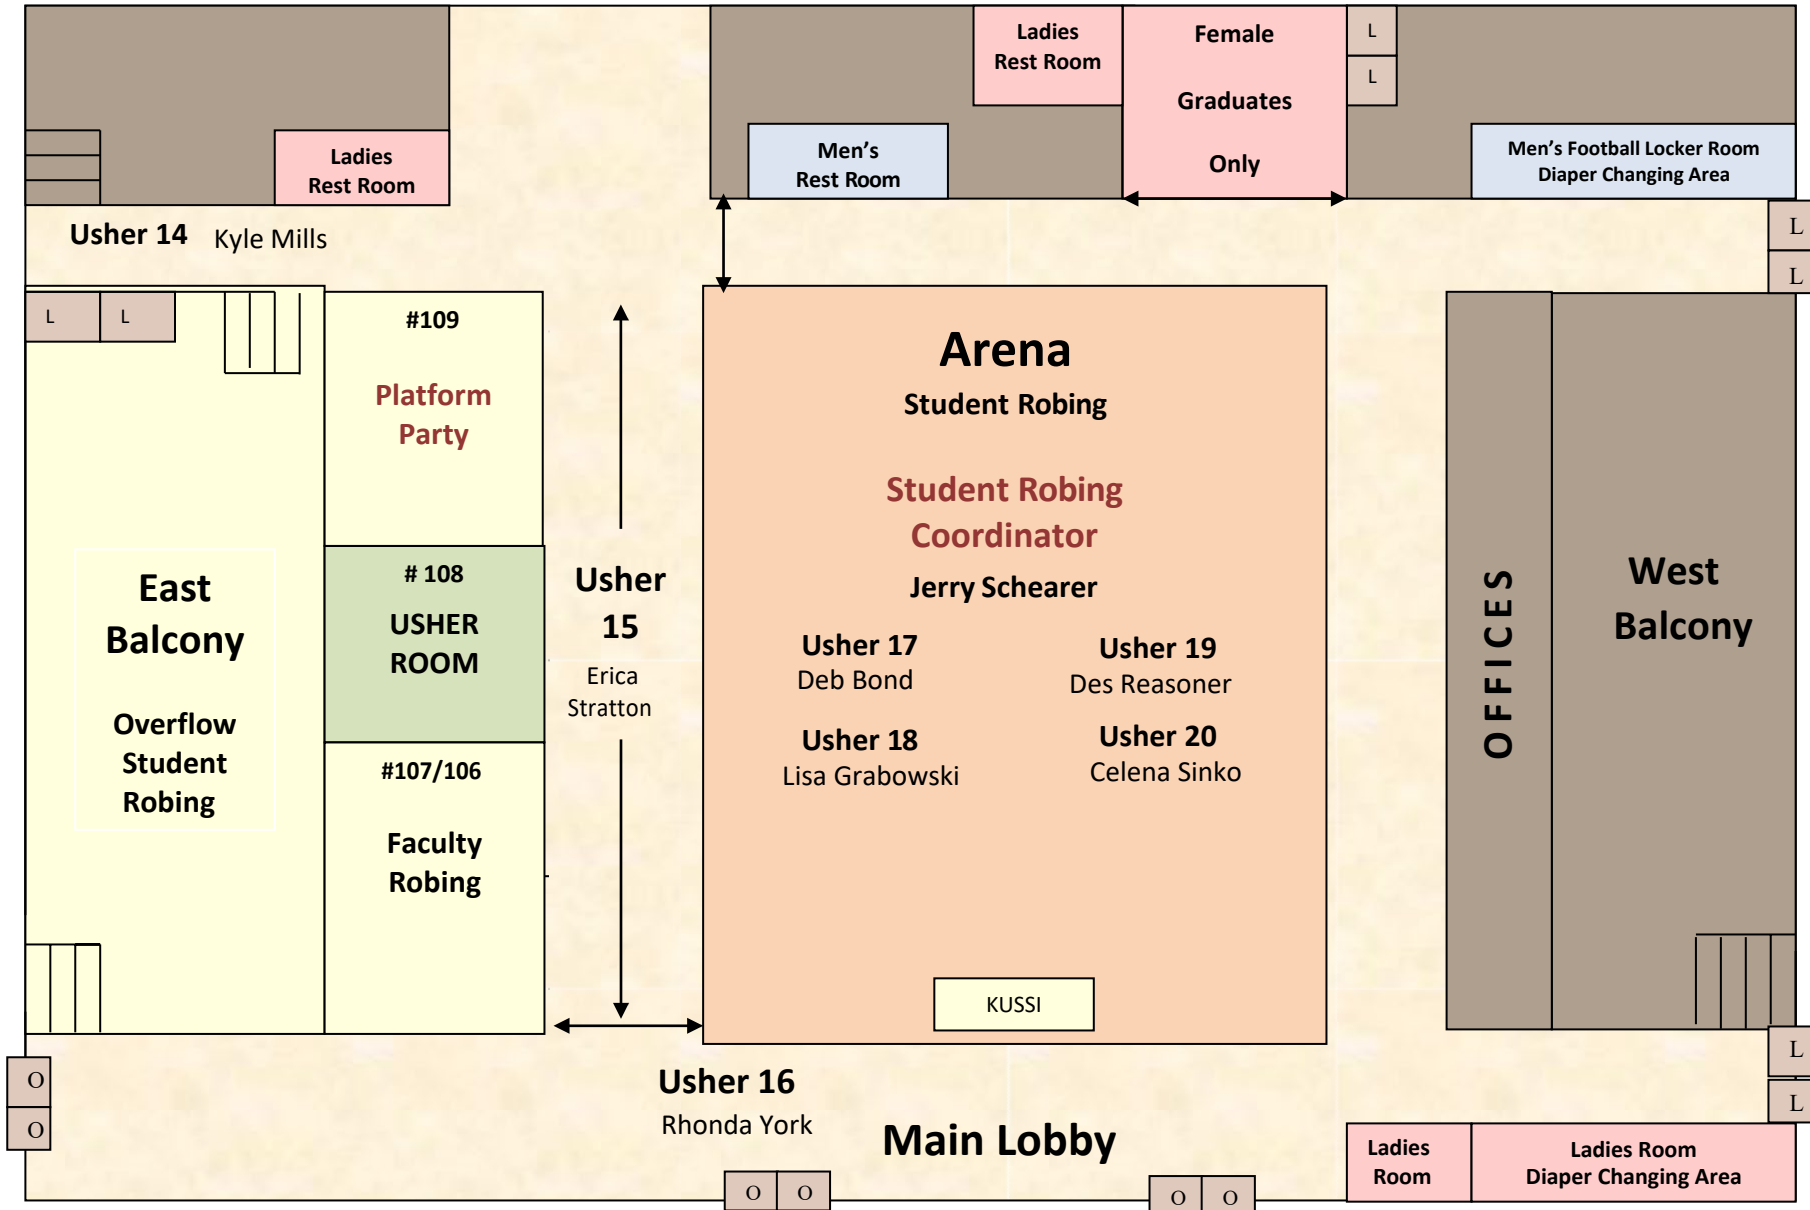 Ladies
Rest Room
Female
Graduates
Only
L
L
Ladies
Rest Room
Men's
Rest Room
Men's Football Locker Room
Diaper Changing Area
Usher 14 Kyle Mills
L
L
L L
#109
Platform
Party
Arena
Student Robing
Student Robing
Coordinator
Jerry Schearer
Usher 17
Deb Bond
Usher 19
Des Reasoner
Usher 18
Lisa Grabowski
Usher 20
Celena Sinko
KUSSI
East
Balcony
Overflow
Student
Robing
# 108
USHER
ROOM
#107/106
Faculty
Robing
Usher
15
Erica
Stratton
OFFICES
West
Balcony
O
O
Usher 16
Rhonda York
Main Lobby
L
L
Ladies
Room
Ladies Room
Diaper Changing Area
O O
O O